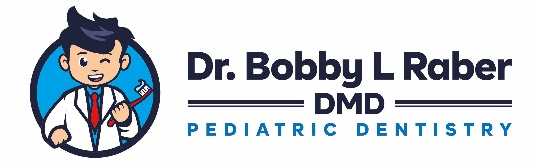 Dr. Bobby L Raber
DMD
PEDIATRIC DENTISTRY